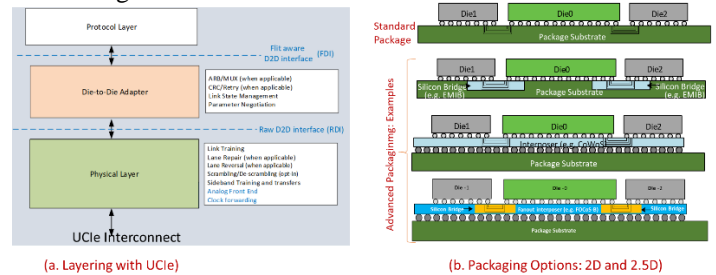 Protocol Layer
Flit aware
D2D interface (FDI)
Die-to-Die Adapter
ARB/MUX (when applicable)
CRC/Retry (when applicable)
Link State Management
Parameter Negotiation
Raw D2D interface (RDI)
Physical Layer
Link Training
Lane Repair (when applicable)
Lane Reversal (when applicable)
Scrambling/De scrambling (opt-In)
Sideband Training and transfers
Analog Front End
Clock forwarding
UCIe Interconnect
(a. Layering with UCIe)
Standard
Package
Die1
Die0
Die2
Package Substrate
Advanced Packaginmg: Examples
Die1
Die0
Die2
Silicon Bridge
(e.g. EMIB)
Package Substrate
Silicon Bridge
(e.g. EMIB)
Die1
Die0
Die2
Interposer (e.g. CoWoS)
Package Substrate
Die -1
Die -0
Die -2
Silicon Bridge
Fanout Interposer (e.g. FOCoS-B)
Silicon Bridge
Package Substrate
(b. Packaging Options: 2D and 2.5D)